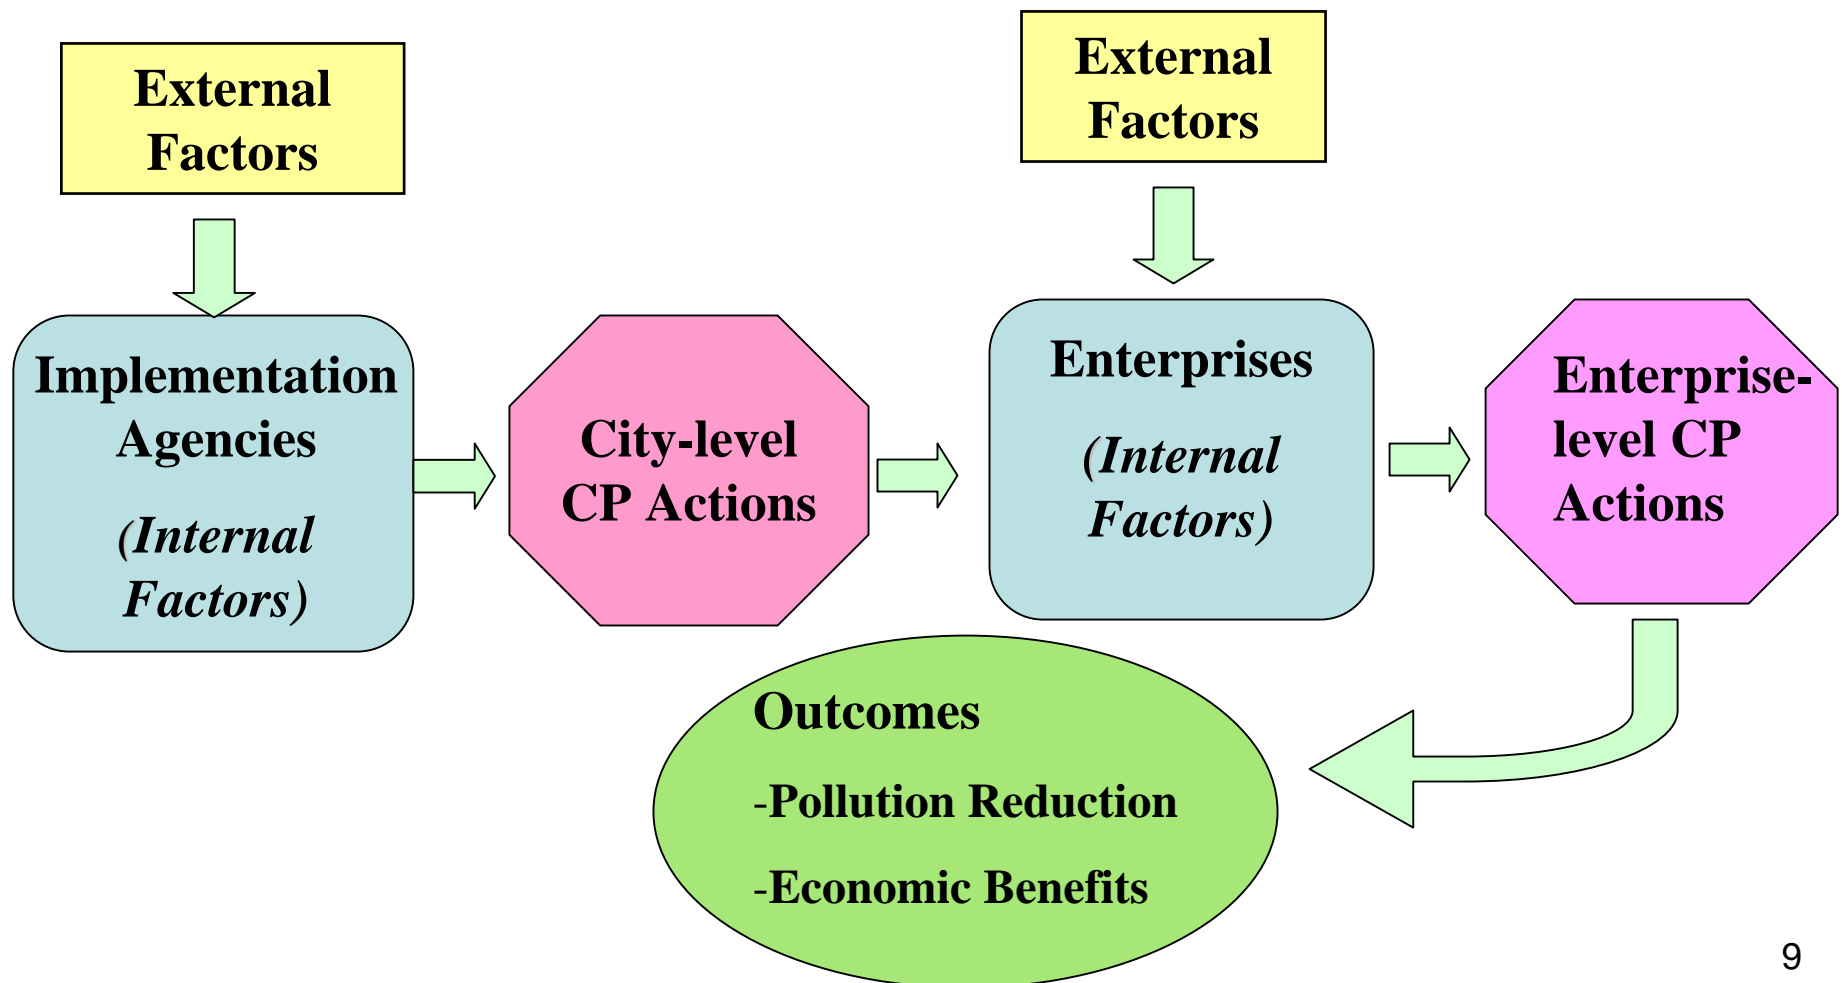 External
Factors
External
Factors
Implementation
Agencies
(Internal
Factors)
City-level
CP Actions
Enterprises
(Internal
Factors)
Enterprise-
level CP
Actions
Outcomes
-Pollution Reduction
-Economic Benefits
9